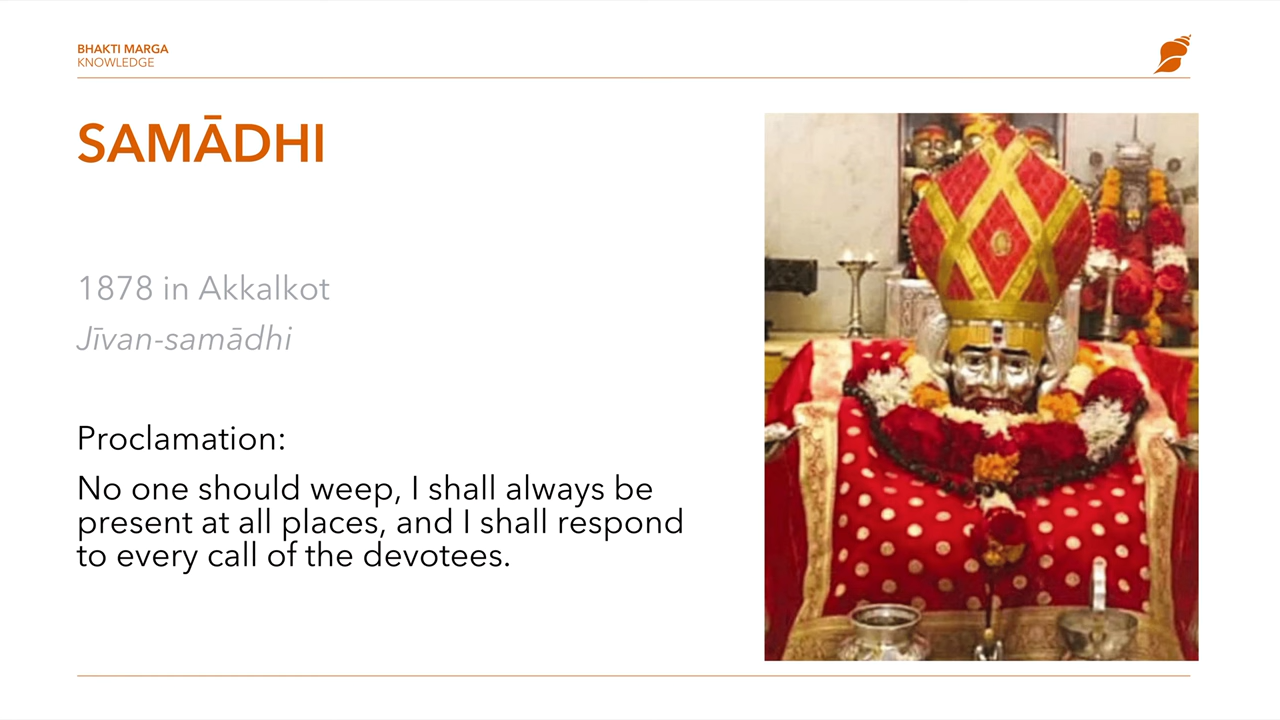 BHAKTI MARGA
KNOWLEDGE
SAMĀDHI
1878 in Akkalkot
Jīvan-samādhi
Proclamation:
No one should weep, I shall always be
present at all places, and I shall respond
to every call of the devotees.